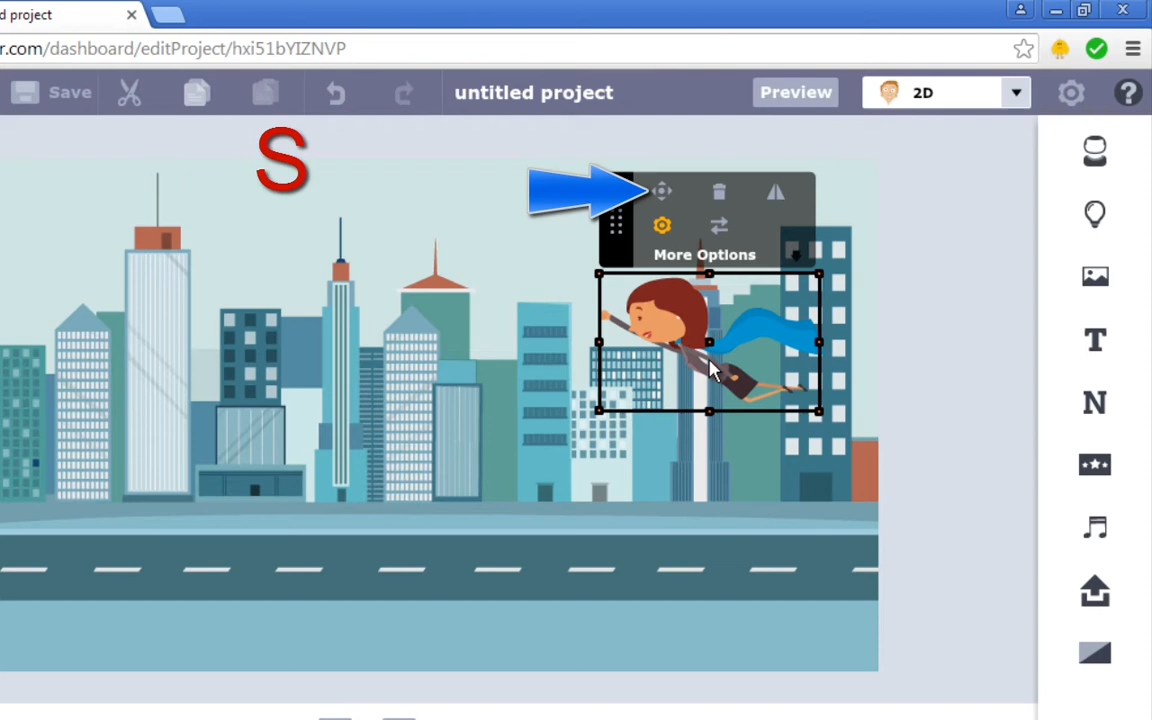 d project
r.com/dashboard/editProject/hxi51bYIZNVP
Save
untitled project
Preview
2D
?
S
More Options
T
N